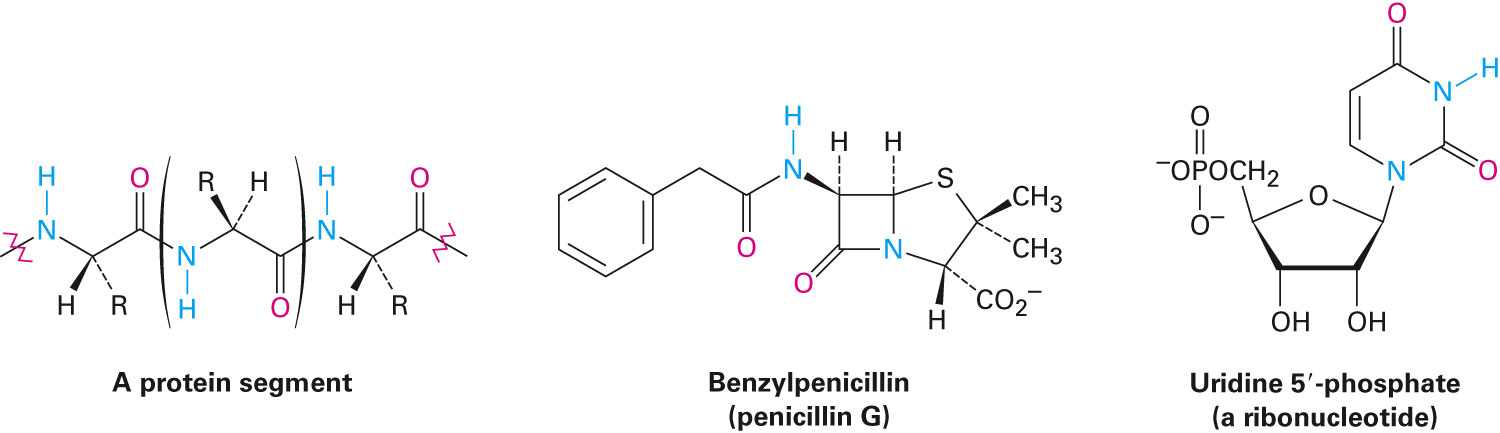 H
O
R
H
H
O
N
N
N
H
R
H
O
H
R
H
N
H
H
S
CH3
CH3
O
O
N
H
CO2−
O
N
H
O
−OPOCH2
O−
O
N
O
OH
OH
A protein segment
Benzylpenicillin
(penicillin G)
Uridine 5′-phosphate
(a ribonucleotide)